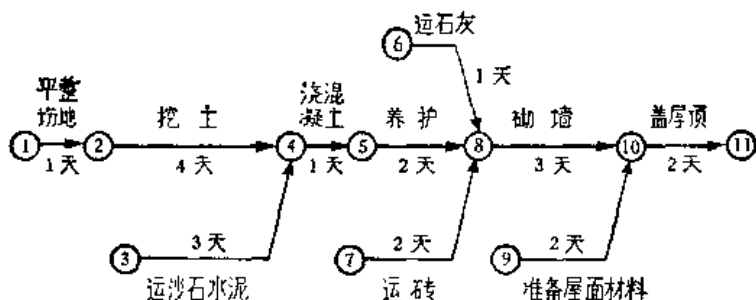 ⑥
运石灰
1天
平整
场地
挖土
浇混
凝土
养护
砌墙
盖屋顶
①
②
④
⑤
⑧
⑩
⑪
1天
4天
1天
2天
3天
2天
3天
2天
2天
③
⑦
⑨
运沙石水泥
运砖
准备屋面材料